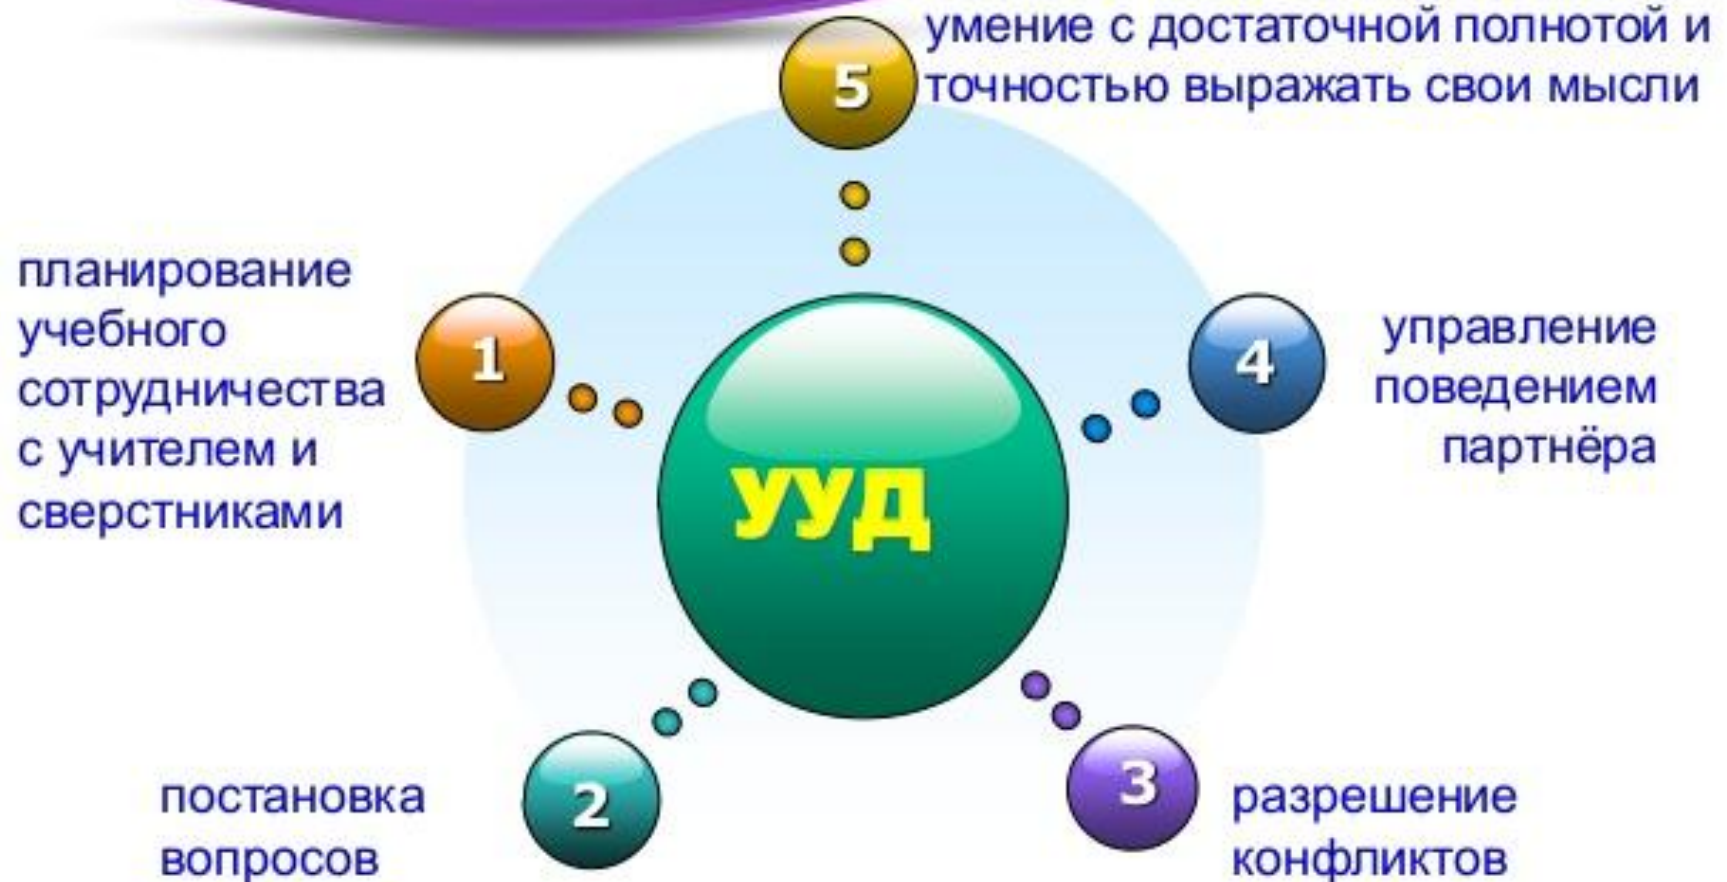 умение с достаточной полнотой и
точностью выражать свои мысли
5
планирование
учебного
сотрудничества
с учителем и
сверстниками
1
4
управление
поведением
партнёра
УУД
2
постановка
вопросов
3
разрешение
конфликтов